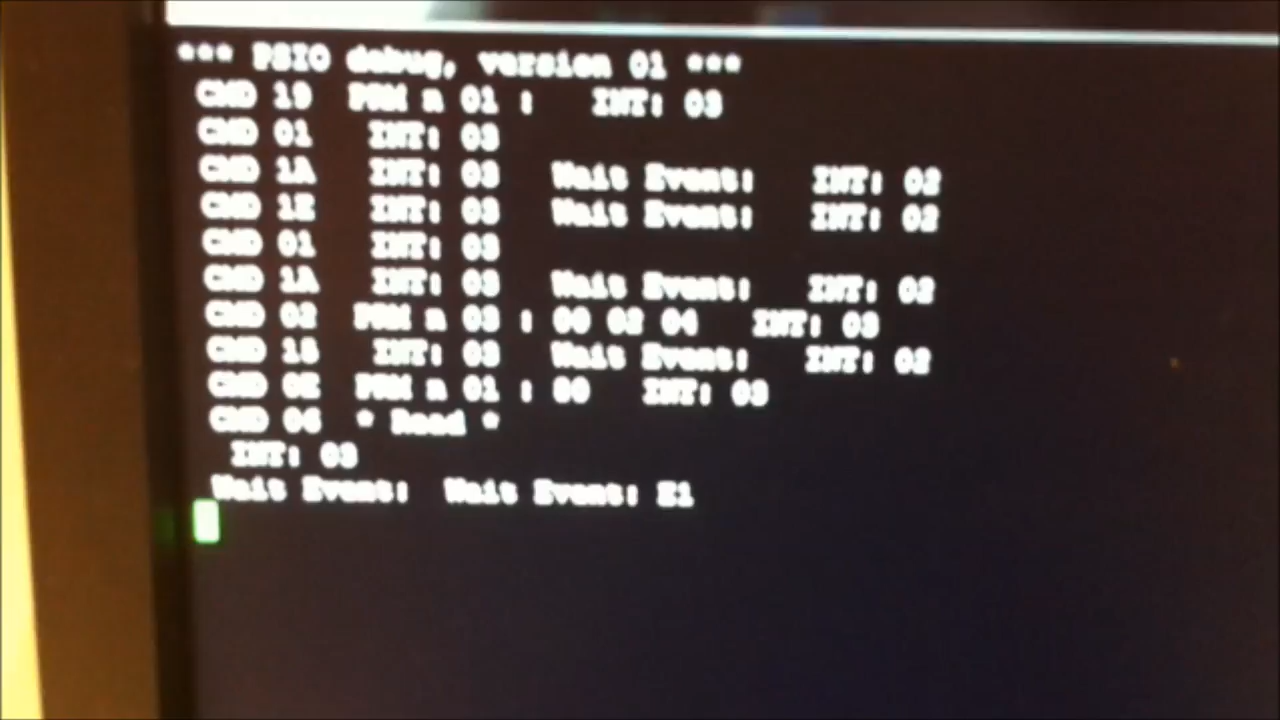 *** PSIO debug, version 01 ***
CMD 19 PRM n 01 : INT: 03
CMD 01 INT: 03
CMD 1A INT: 03 Wait Event: INT: 02
CMD 1E INT: 03 Wait Event: INT: 02
CMD 01 INT: 03
CMD 1A INT: 03 Wait Event: INT: 02
CMD 02 PRM n 03 : 00 02 04 INT: 03
CMD 15 INT: 03 Wait Event: INT: 02
CMD 0E PRM n 01 : 80 INT: 03
CMD 06 * Read *
INT: 03
Wait Event: Wait Event: E1